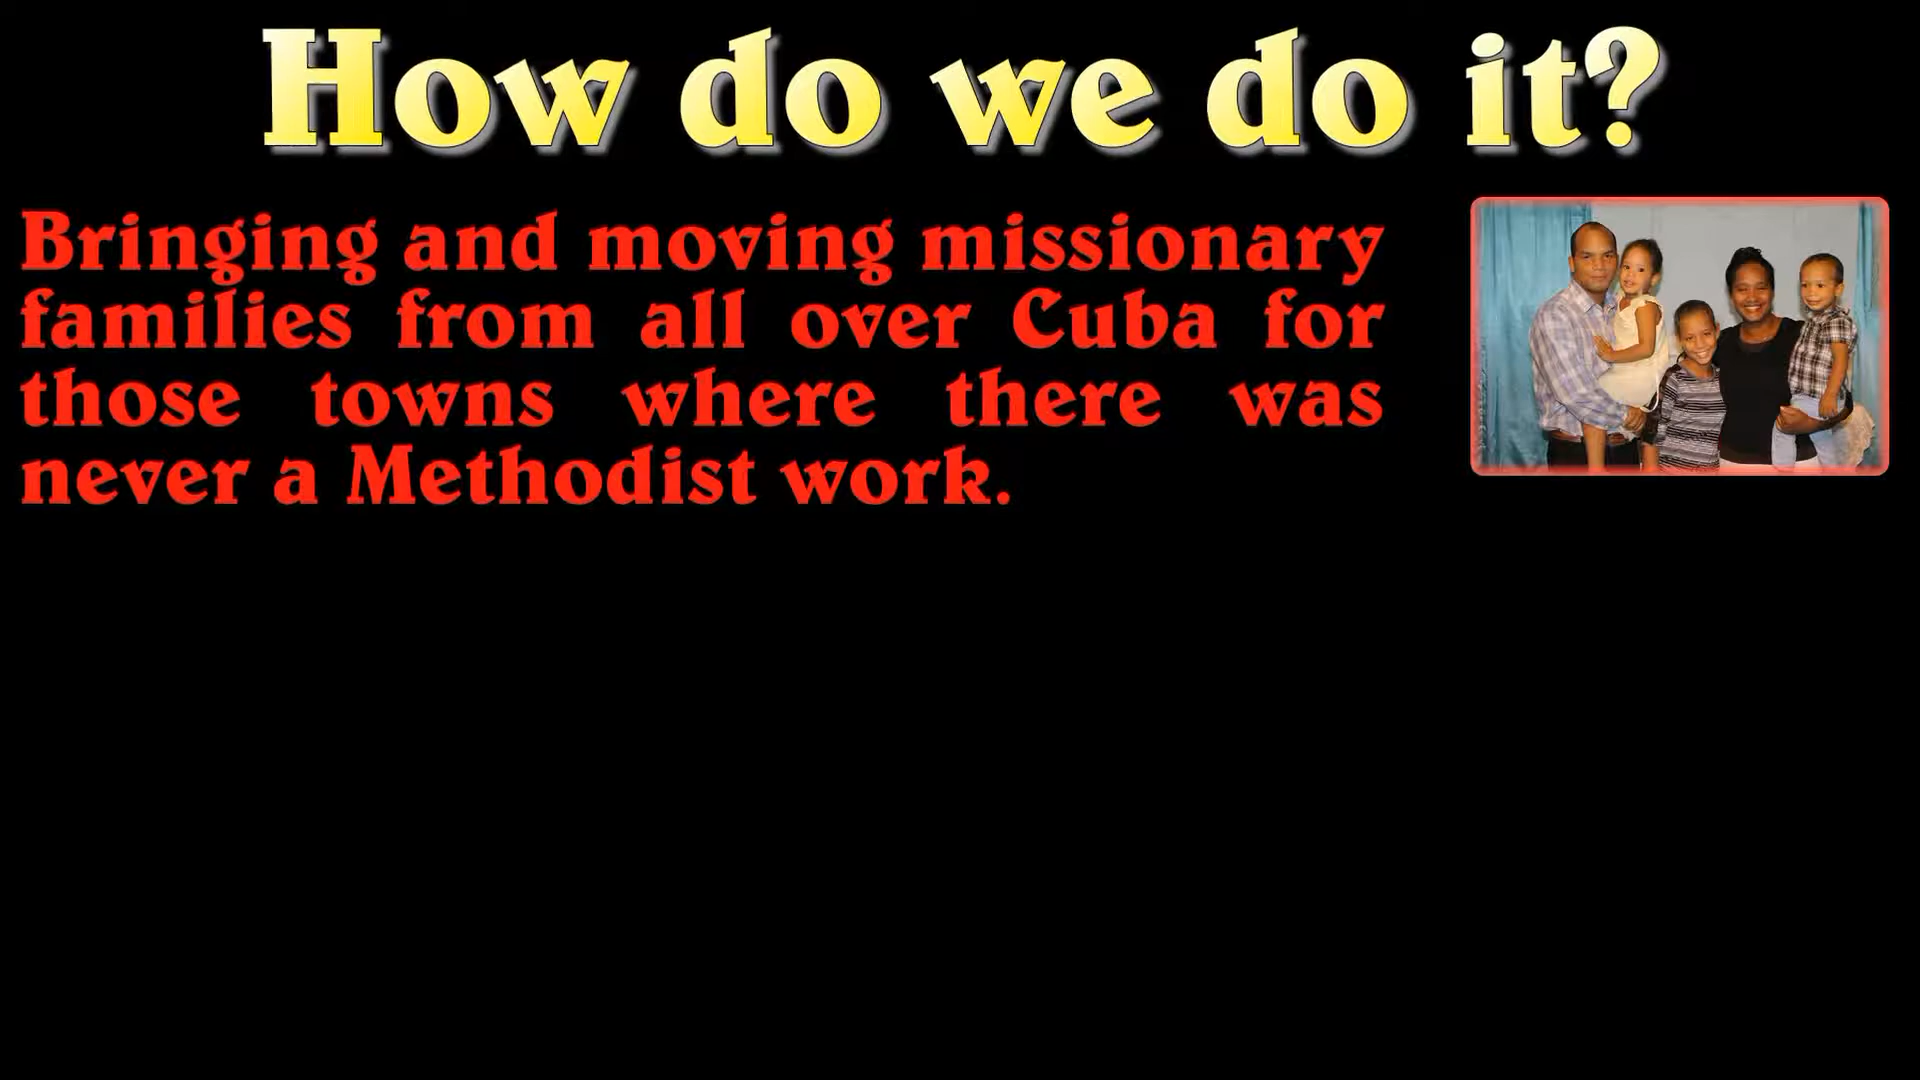 How do we do it?
Bringing and moving missionary
families from all over Cuba for
those towns where there was
never a Methodist work.